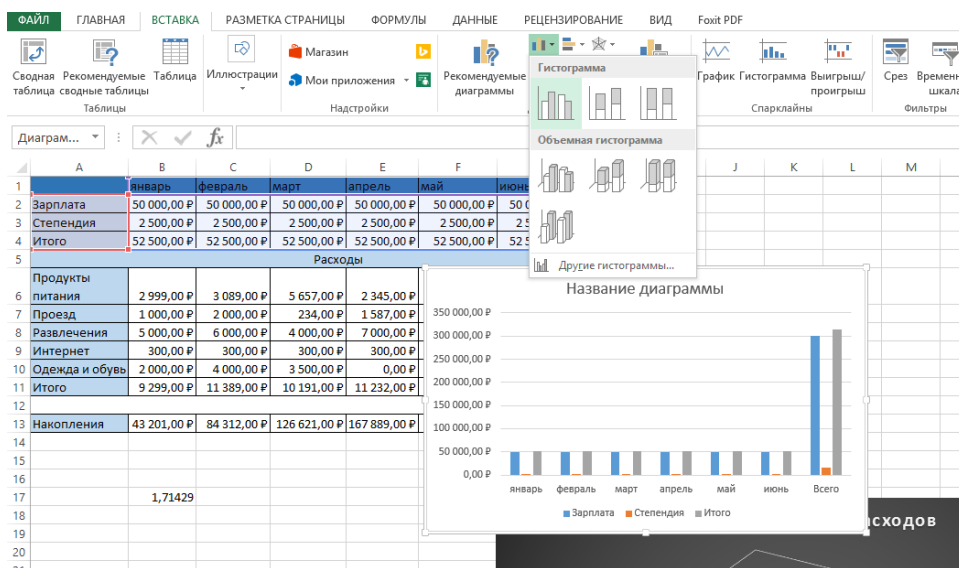 ФАЙЛ ГЛАВНАЯ ВСТАВКА РАЗМЕТКА СТРАНИЦЫ ФОРМУЛЫ ДАННЫЕ РЕЦЕНЗИРОВАНИЕ ВИД Foxit PDF
Сводная таблица
Рекомендуемые сводные таблицы
Таблица
Таблицы
Иллюстрации
Магазин
Мои приложения
Надстройки
Рекомендуемые диаграммы
График Гистограмма Выигрыш/проигрыш
Спарклайны
Срез
Фильтры
Гистограмма
Объемная гистограмма
Другие гистограммы...
Диаграм... fx
A B C D E F J K L M
1 январь февраль март апрель май июнь
2 Зарплата 50 000,00 ₽ 50 000,00 ₽ 50 000,00 ₽ 50 000,00 ₽ 50 000,00 ₽
3 Степендия 2 500,00 ₽ 2 500,00 ₽ 2 500,00 ₽ 2 500,00 ₽ 2 500,00 ₽
4 Итого 52 500,00 ₽ 52 500,00 ₽ 52 500,00 ₽ 52 500,00 ₽ 52 500,00 ₽
5 Расходы
6 Продукты питания 2 999,00 ₽ 3 089,00 ₽ 5 657,00 ₽ 2 345,00 ₽
7 Проезд 1 000,00 ₽ 2 000,00 ₽ 234,00 ₽ 1 587,00 ₽
8 Развлечения 5 000,00 ₽ 6 000,00 ₽ 4 000,00 ₽ 7 000,00 ₽
9 Интернет 300,00 ₽ 300,00 ₽ 300,00 ₽ 300,00 ₽
10 Одежда и обувь 2 000,00 ₽ 4 000,00 ₽ 3 500,00 ₽ 0,00 ₽
11 Итого 9 299,00 ₽ 11 389,00 ₽ 10 191,00 ₽ 11 232,00 ₽
12
13 Накопления 43 201,00 ₽ 84 312,00 ₽ 126 621,00 ₽ 167 889,00 ₽
14
15
16
17 1,71429
18
19
20
Название диаграммы
350 000,00 ₽
300 000,00 ₽
250 000,00 ₽
200 000,00 ₽
150 000,00 ₽
100 000,00 ₽
50 000,00 ₽
0,00 ₽
январь февраль март апрель май июнь Всего
Зарплата Степендия Итого